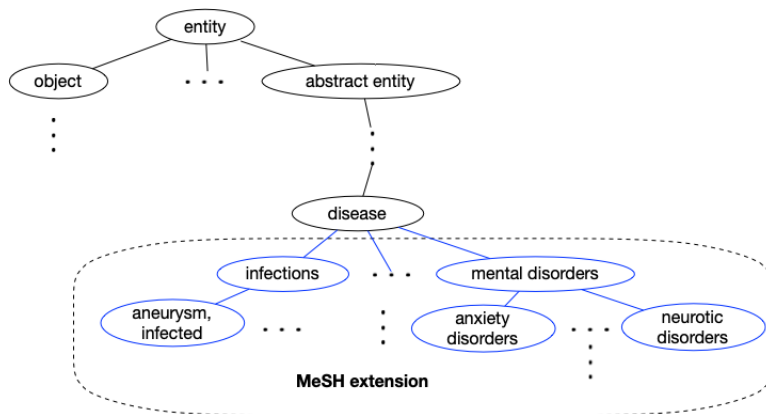 entity
object
abstract entity
disease
infections
mental disorders
aneurysm,
infected
anxiety
disorders
neurotic
disorders
MeSH extension